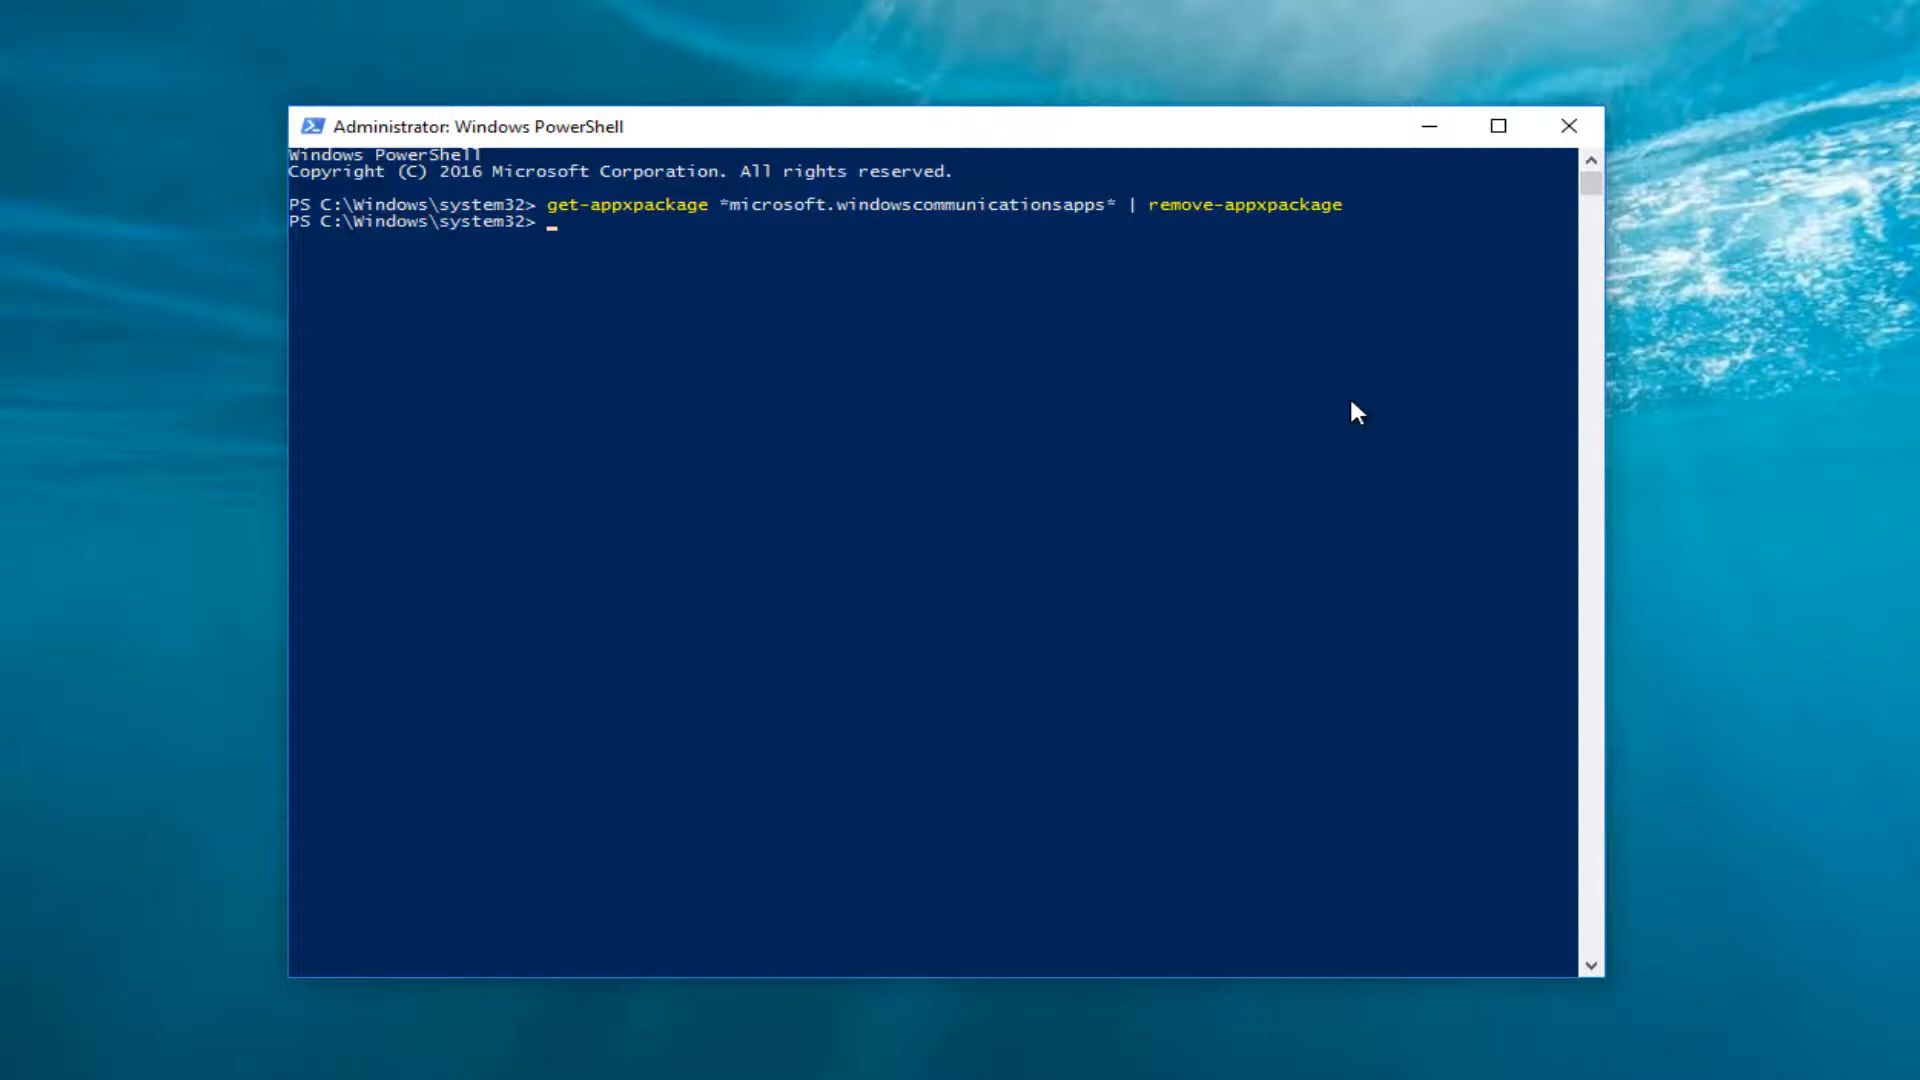 Administrator: Windows PowerShell
Windows PowerShell
Copyright (C) 2016 Microsoft Corporation. All rights reserved.
PS C:\Windows\system32> get-appxpackage *microsoft.windowscommunicationsapps* | remove-appxpackage
PS C:\Windows\system32>